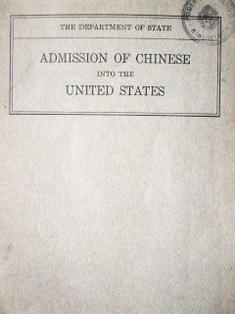 THE DEPARTMENT OF STATE
ADMISSION OF CHINESE
INTO THE
UNITED STATES